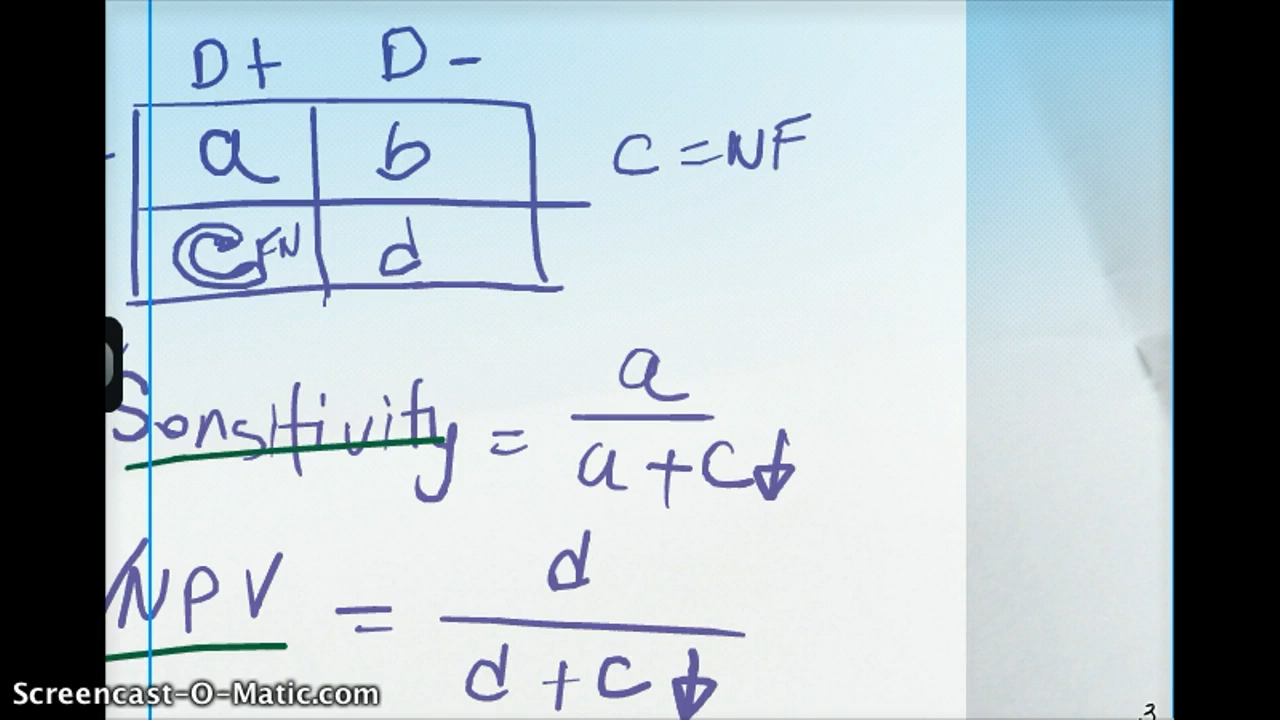 D+ D-
a b
C = NF
C FN d
Sensitivity = a
a + c ↓
NPV = d
d + c ↓
Screencast-O-Matic.com
3